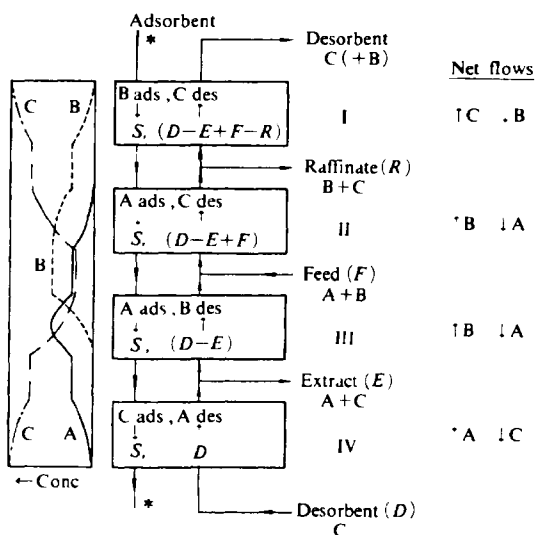 Adsorbent
*
Desorbent
C (+B)
Net flows
C B
B ads, C des
↓ ↑
S, (D−E+F−R)
I
↑C B
Raffinate (R)
B+C
A ads, C des
S, (D−E+F)
II
↑B ↓A
B
Feed (F)
A+B
A ads, B des
↓ ↑
S, (D−E)
III
↑B ↓A
Extract (E)
A+C
C ads, A des
S, D
IV
↑A ↓C
C A
← Conc
*
Desorbent (D)
C